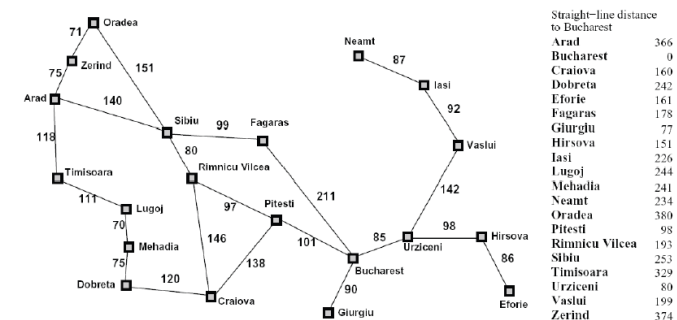 Oradea
71
Zerind
75
151
Arad
140
Sibiu
99
Fagaras
118
80
Rimnicu Vilcea
Timisoara
111
Lugoj
70
Mehadia
75
Dobreta
120
Craiova
146
97
Pitesti
138
101
211
Bucharest
90
Giurgiu
85
Urziceni
98
Hirsova
86
Eforie
142
Vaslui
92
Iasi
87
Neamt
Straight-line distance
to Bucharest
Arad 366
Bucharest 0
Craiova 160
Dobreta 242
Eforie 161
Fagaras 178
Giurgiu 77
Hirsova 151
Iasi 226
Lugoj 244
Mehadia 241
Neamt 234
Oradea 380
Pitesti 98
Rimnicu Vilcea 193
Sibiu 253
Timisoara 329
Urziceni 80
Vaslui 199
Zerind 374